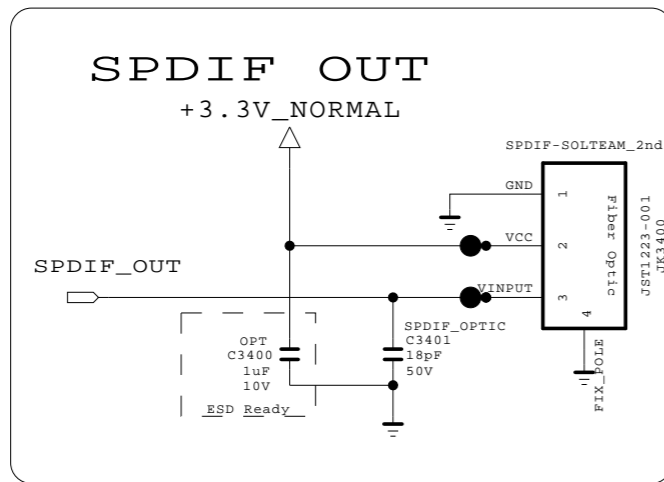 SPDIF OUT
+3.3V_NORMAL
SPDIF-SOLTEAM_2nd
GND
1
VCC
2
SPDIF_OUT
VINPUT
3
4
Fiber Optic
JST1223-001
JK3400
FIX_POLE
OPT
C3400
1uF
10V
SPDIF_OPTIC
C3401
18pF
50V
ESD Ready